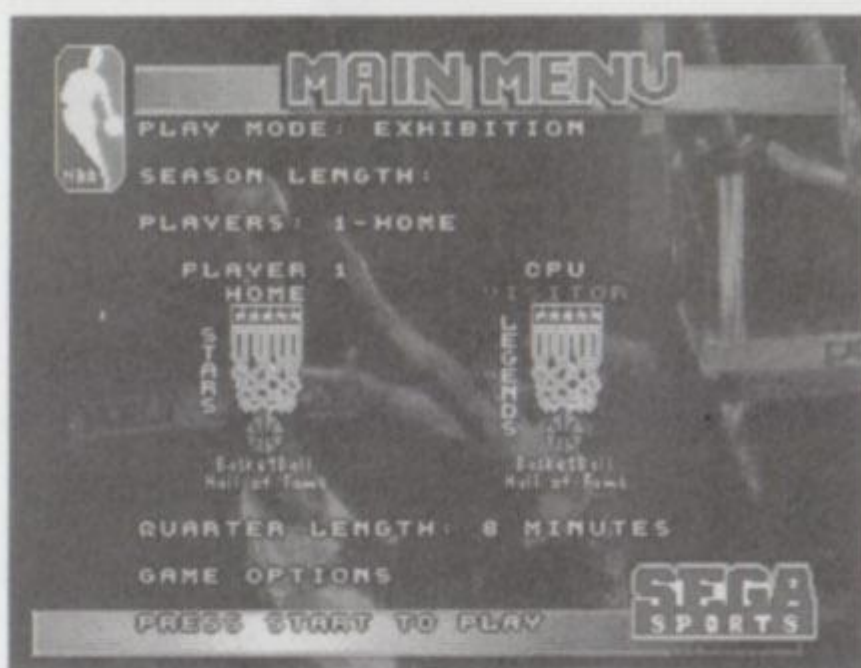 MAIN MENU
NBA
PLAY MODE: EXHIBITION
SEASON LENGTH:
PLAYERS: 1-HOME
PLAYER 1
HOME
CPU
VISITOR
STARS
LEGENDS
BasketBall
Hall of Fame
BasketBall
Hall of Fame
QUARTER LENGTH: 8 MINUTES
GAME OPTIONS
PRESS START TO PLAY
SEGA
SPORTS